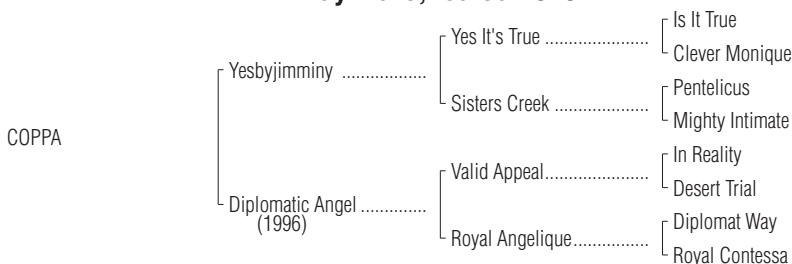 Yes It's True ......................
Is It True
Clever Monique
Yesbyjimminy ..................
Sisters Creek ....................
Pentelicus
Mighty Intimate
COPPA
Valid Appeal......................
In Reality
Desert Trial
Diplomatic Angel ..............
(1996)
Royal Angelique................
Diplomat Way
Royal Contessa